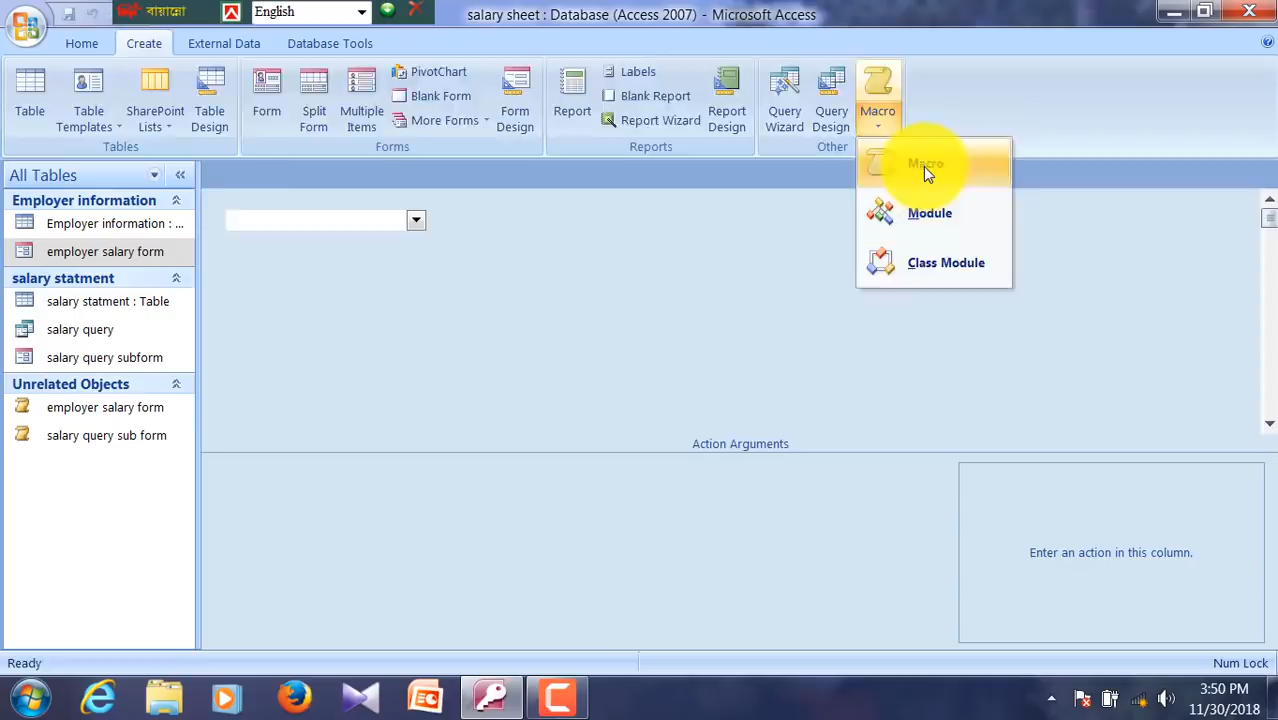 বায়ান্নো English salary sheet : Database (Access 2007) - Microsoft Access
Home Create External Data Database Tools
Table
Table Templates
SharePoint Lists
Table Design
Tables
Form
Split Form
Multiple Items
PivotChart
Blank Form
More Forms
Form Design
Forms
Report
Labels
Blank Report
Report Wizard
Report Design
Reports
Query Wizard
Query Design
Macro
Other
Macro
Module
Class Module
All Tables
Employer information
Employer information : ...
employer salary form
salary statment
salary statment : Table
salary query
salary query subform
Unrelated Objects
employer salary form
salary query sub form
Action Arguments
Enter an action in this column.
Ready
Num Lock
3:50 PM
11/30/2018